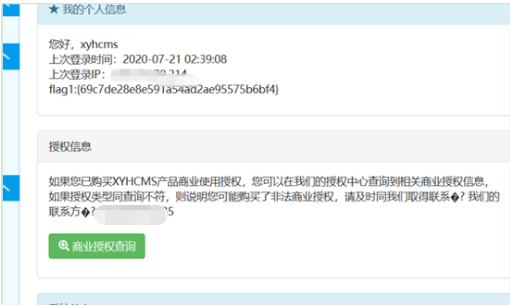 ★ 我的个人信息
您好，xyhcms
上次登录时间：2020-07-21 02:39:08
上次登录IP：
flag1:{69c7de28e8e591a54ad2ae95575b6bf4}
授权信息
如果您已购买XYHCMS产品商业使用授权，您可以在我们的授权中心查询到相关商业授权信息，
如果授权类型同查询不符，则说明您可能购买了非法商业授权，请及时同我们取得联系�? 我们的
联系方�?
商业授权查询